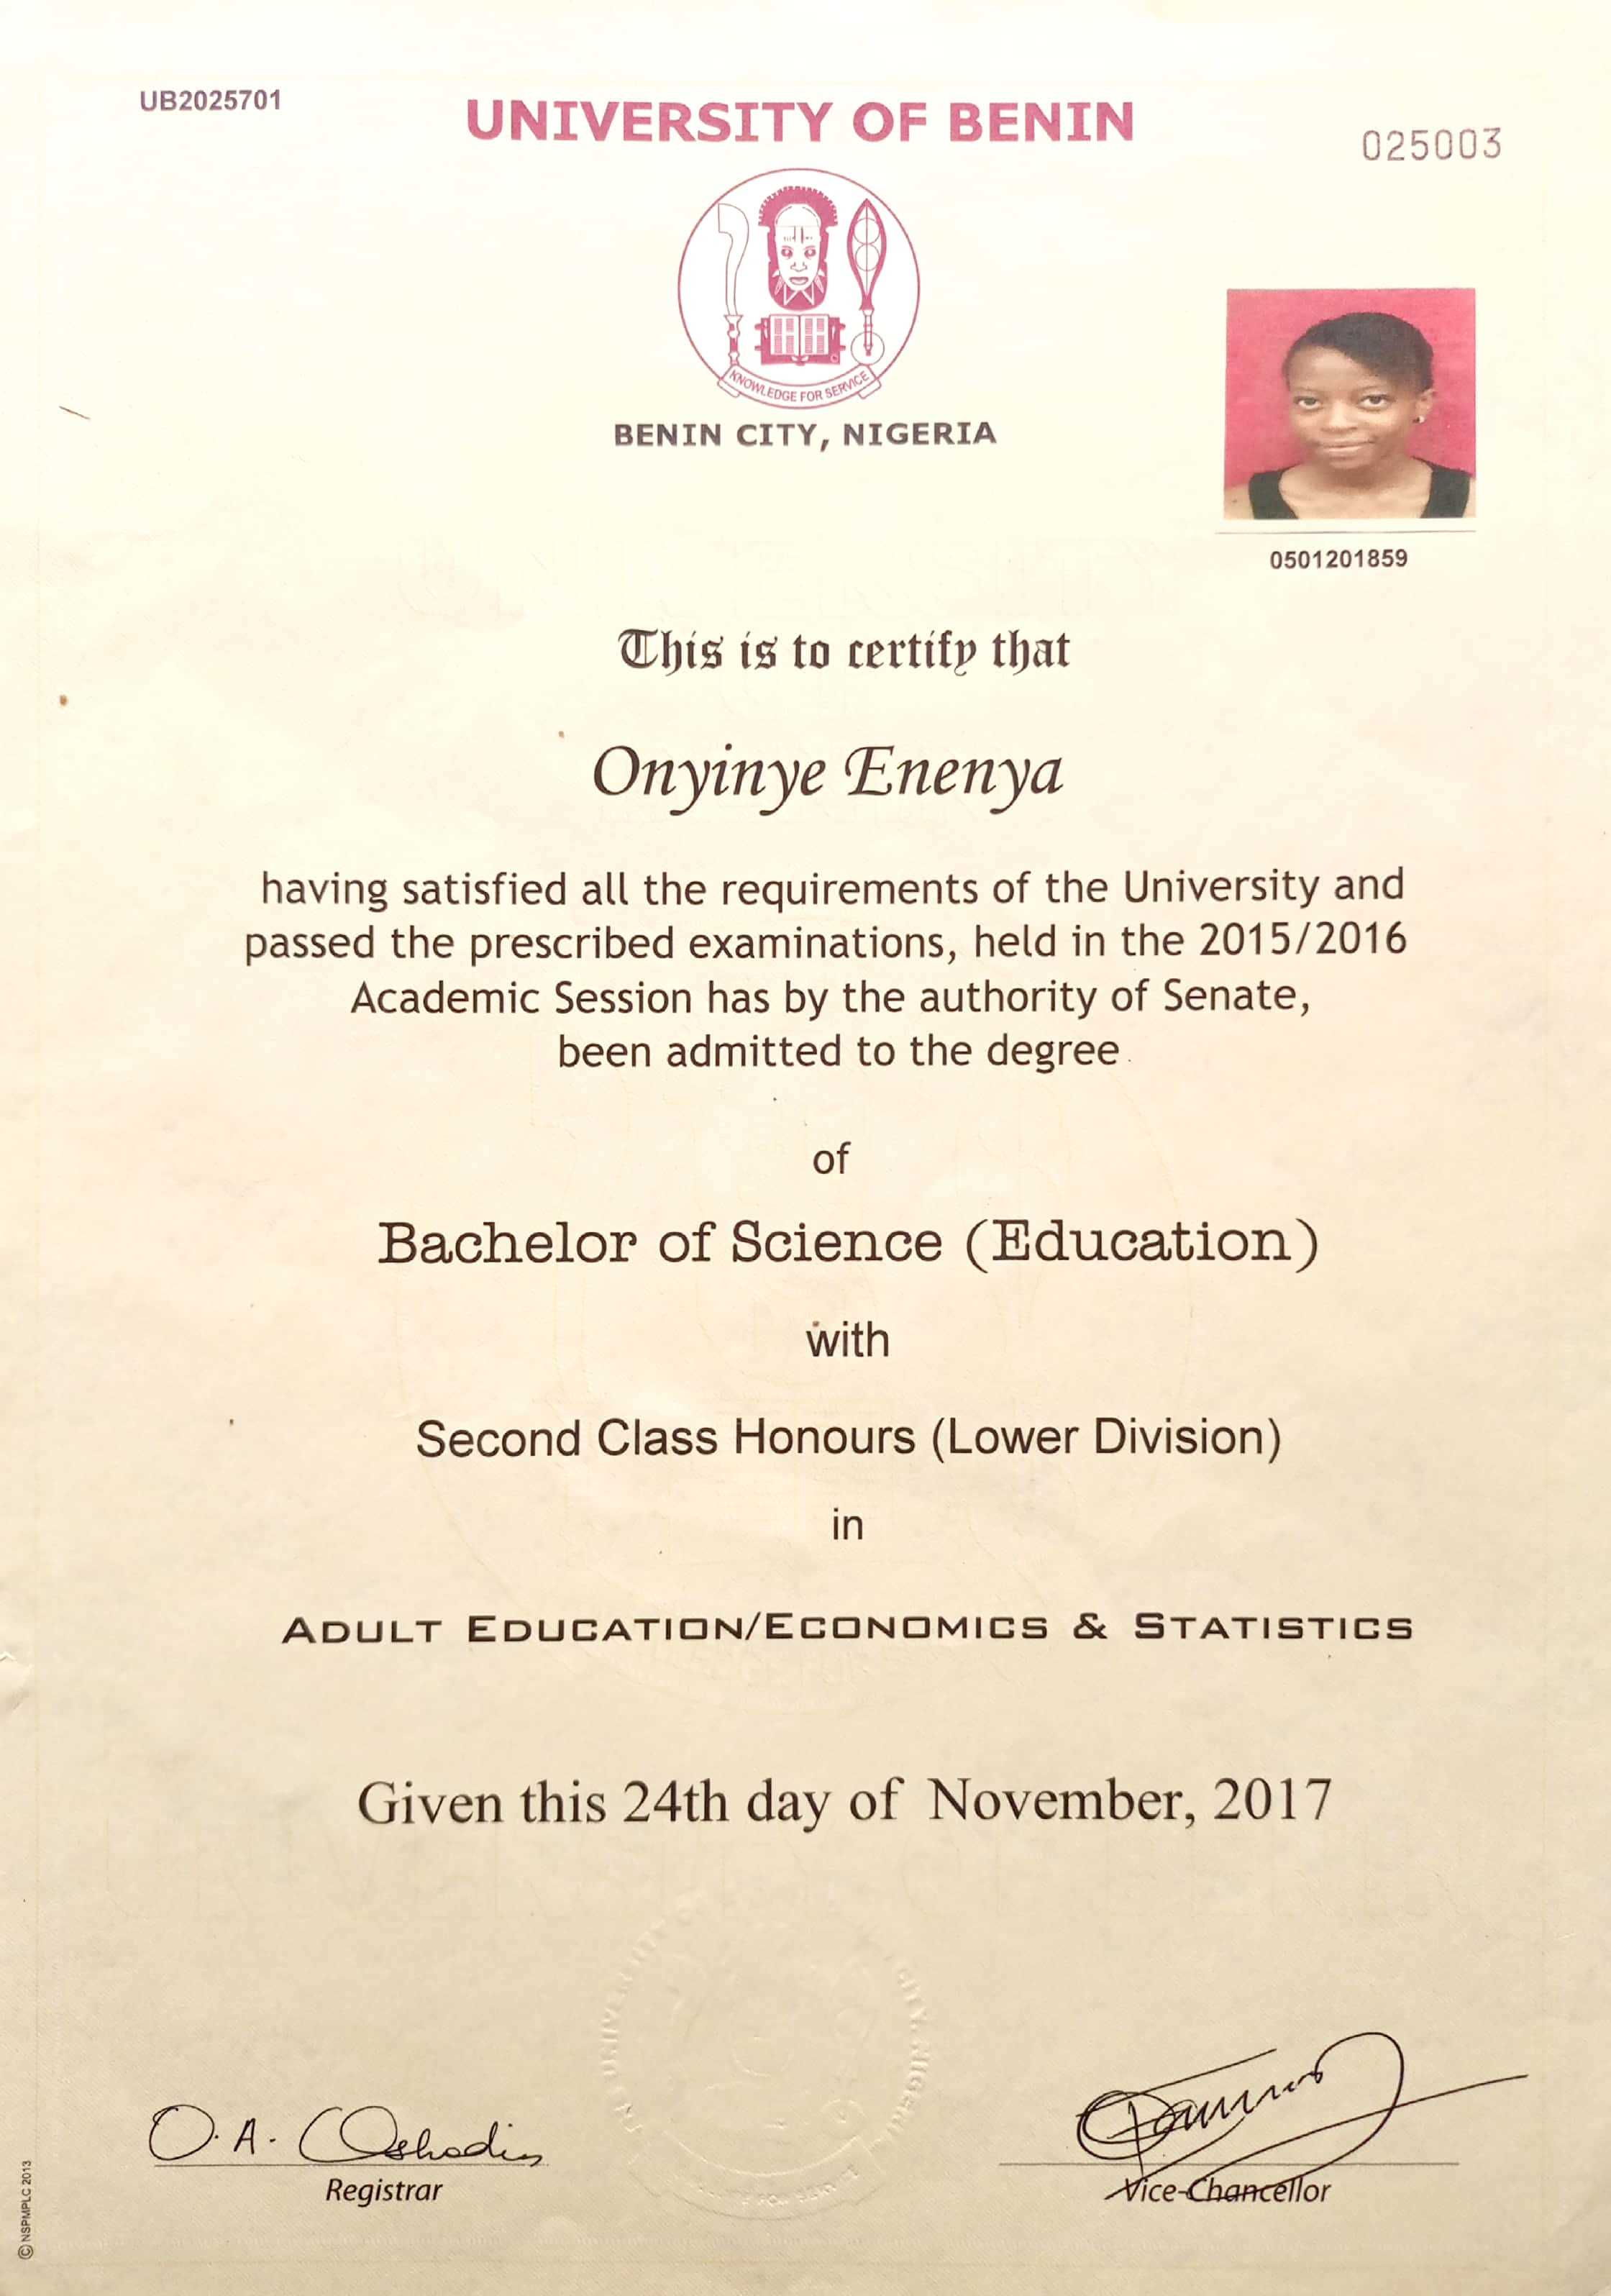 UB2025701
UNIVERSITY OF BENIN
025003
KNOWLEDGE FOR SERVICE
BENIN CITY, NIGERIA
0501201859
This is to certify that
Onyinye Enenya
having satisfied all the requirements of the University and
passed the prescribed examinations, held in the 2015/2016
Academic Session has by the authority of Senate,
been admitted to the degree
of
Bachelor of Science (Education)
with
Second Class Honours (Lower Division)
in
ADULT EDUCATION/ECONOMICS & STATISTICS
Given this 24th day of November, 2017
O. A. Oshodin
Registrar
Vice-Chancellor
© NSPMPLC 2013